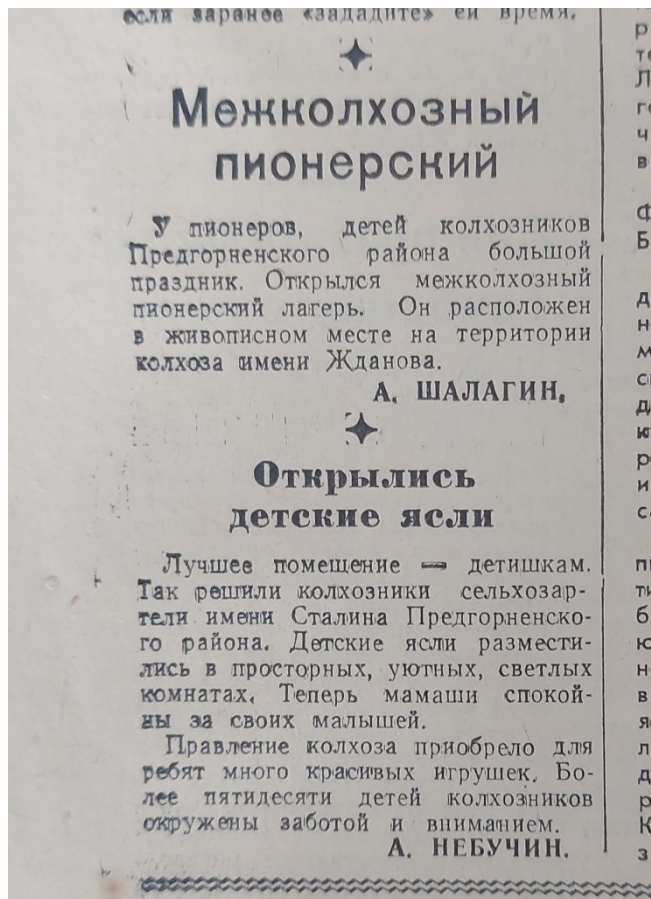 если заранее «зададите» ей время.
Межколхозный
пионерский
У пионеров, детей колхозников
Предгорненского района большой
праздник. Открылся межколхозный
пионерский лагерь. Он расположен
в живописном месте на территории
колхоза имени Жданова.
А. ШАЛАГИН.
Открылись
детские ясли
Лучшее помещение — детишкам.
Так решили колхозники сельхозар-
тели имени Сталина Предгорненско-
го района. Детские ясли размести-
лись в просторных, уютных, светлых
комнатах. Теперь мамаши спокой-
ны за своих малышей.
Правление колхоза приобрело для
ребят много красивых игрушек. Бо-
лее пятидесяти детей колхозников
окружены заботой и вниманием.
А. НЕБУЧИН.